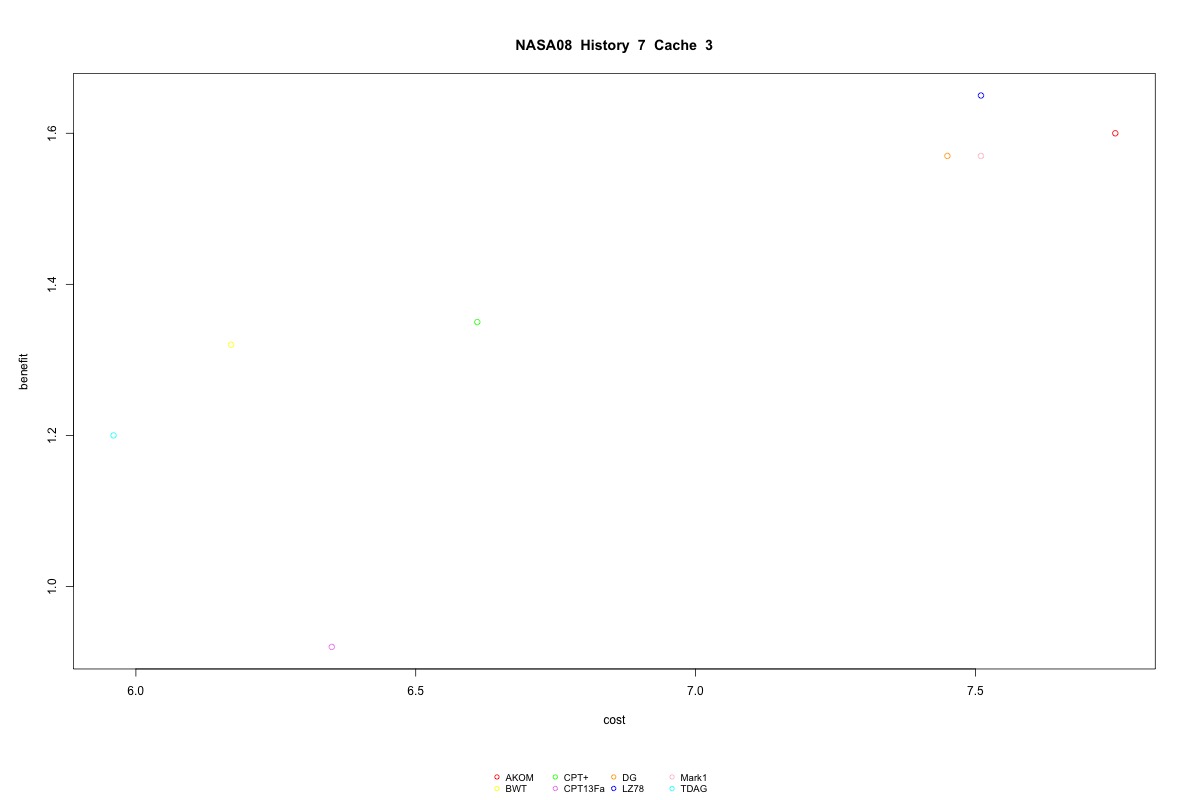 NASA08 History 7 Cache 3
benefit
1.6
1.4
1.2
1.0
6.0 6.5 7.0 7.5
cost
AKOM CPT+ DG Mark1
BWT CPT13Fa LZ78 TDAG